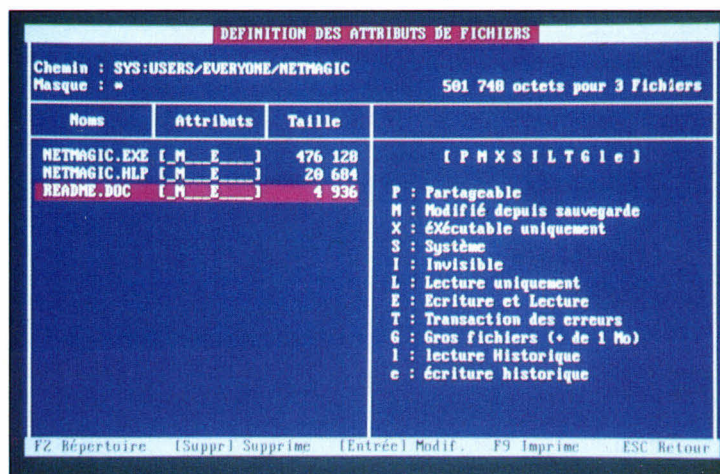 DEFINITION DES ATTRIBUTS DE FICHIERS
Chemin : SYS:USERS/EVERYONE/NETMAGIC
Masque : *
501 748 octets pour 3 Fichiers
Noms Attributs Taille
NETMAGIC.EXE [_M___E____] 476 128
NETMAGIC.HLP [_M___E____] 20 684
README.DOC [_M___E____] 4 936
[ P M X S I L T G l e ]
P : Partageable
M : Modifié depuis sauvegarde
X : éXécutable uniquement
S : Système
I : Invisible
L : Lecture uniquement
E : Ecriture et Lecture
T : Transaction des erreurs
G : Gros fichiers (+ de 1 Mo)
l : lecture Historique
e : écriture historique
F2 Répertoire [Suppr] Supprime [Entrée] Modif. F9 Imprime ESC Retour